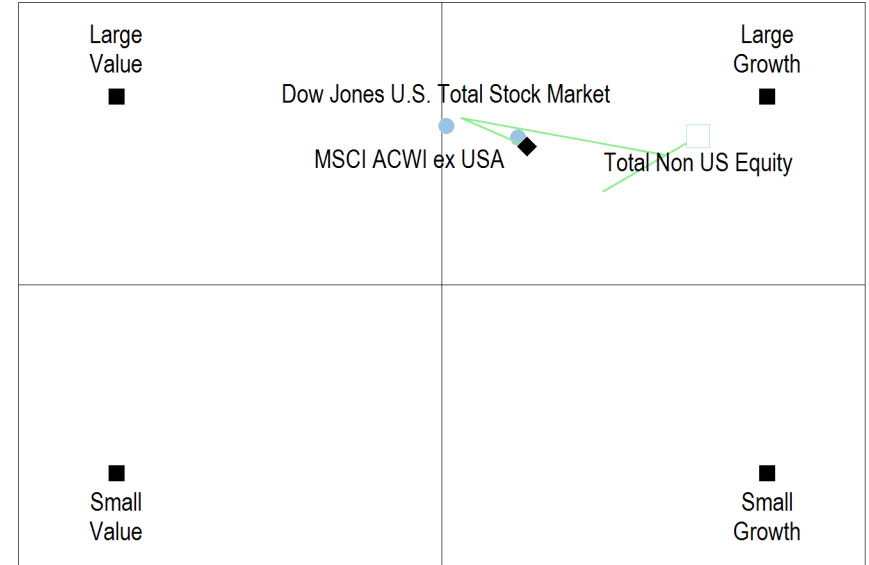 Large
Value
Large
Growth
Dow Jones U.S. Total Stock Market
MSCI ACWI ex USA
Total Non US Equity
Small
Value
Small
Growth